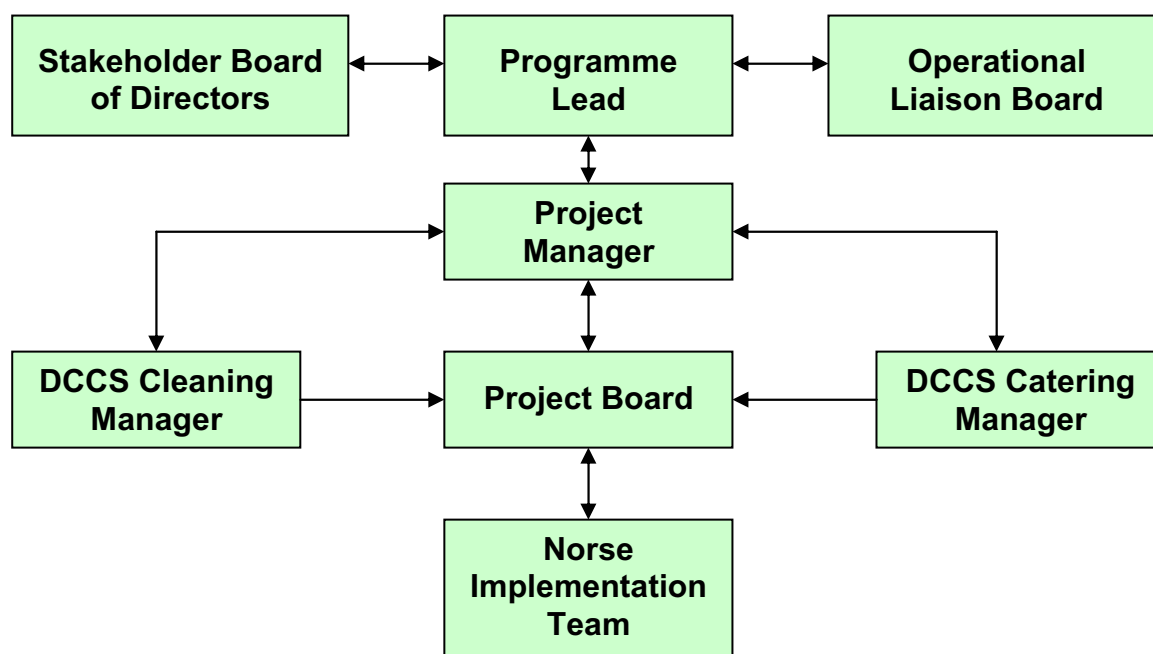 Stakeholder Board
of Directors
Programme
Lead
Operational
Liaison Board
Project
Manager
DCCS Cleaning
Manager
Project Board
DCCS Catering
Manager
Norse
Implementation
Team